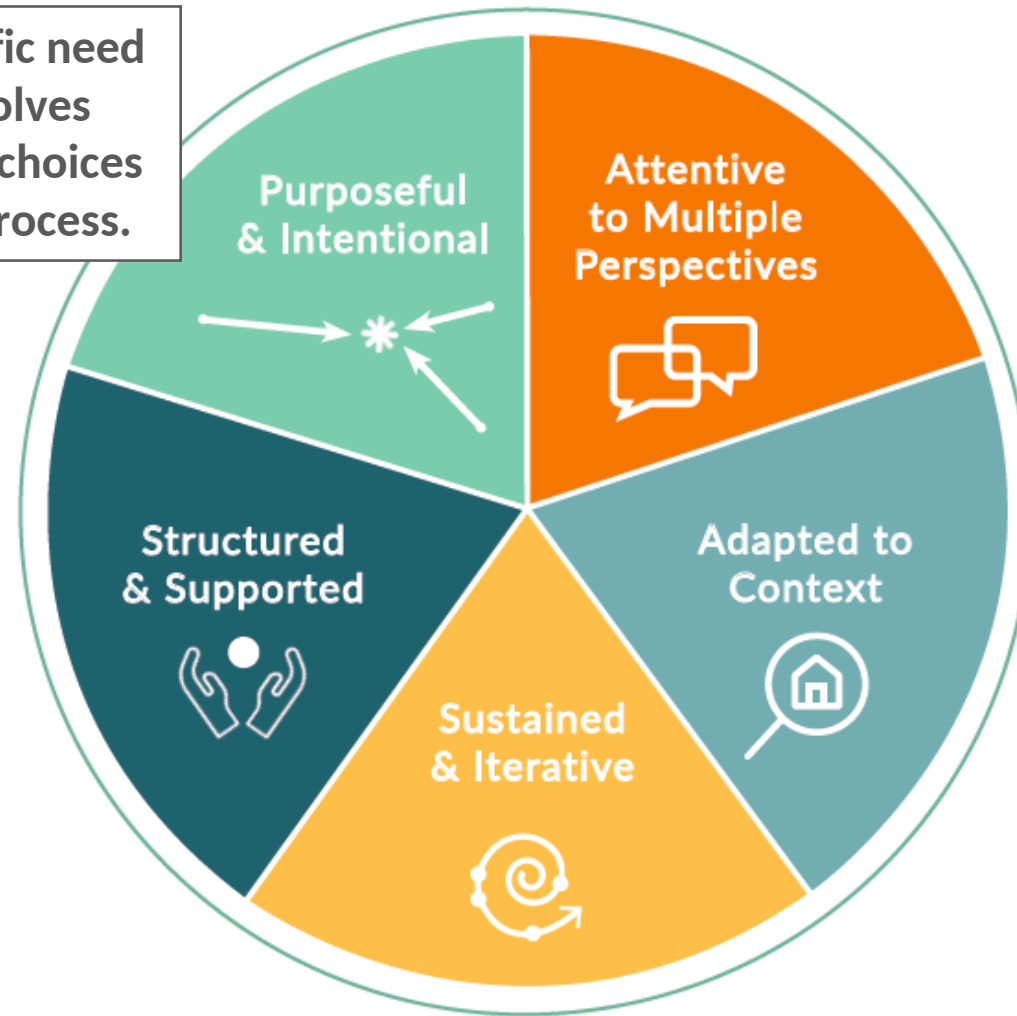 fic need
olves
choices
rocess.
Purposeful
& Intentional
Attentive
to Multiple
Perspectives
Structured
& Supported
Adapted to
Context
Sustained
& Iterative